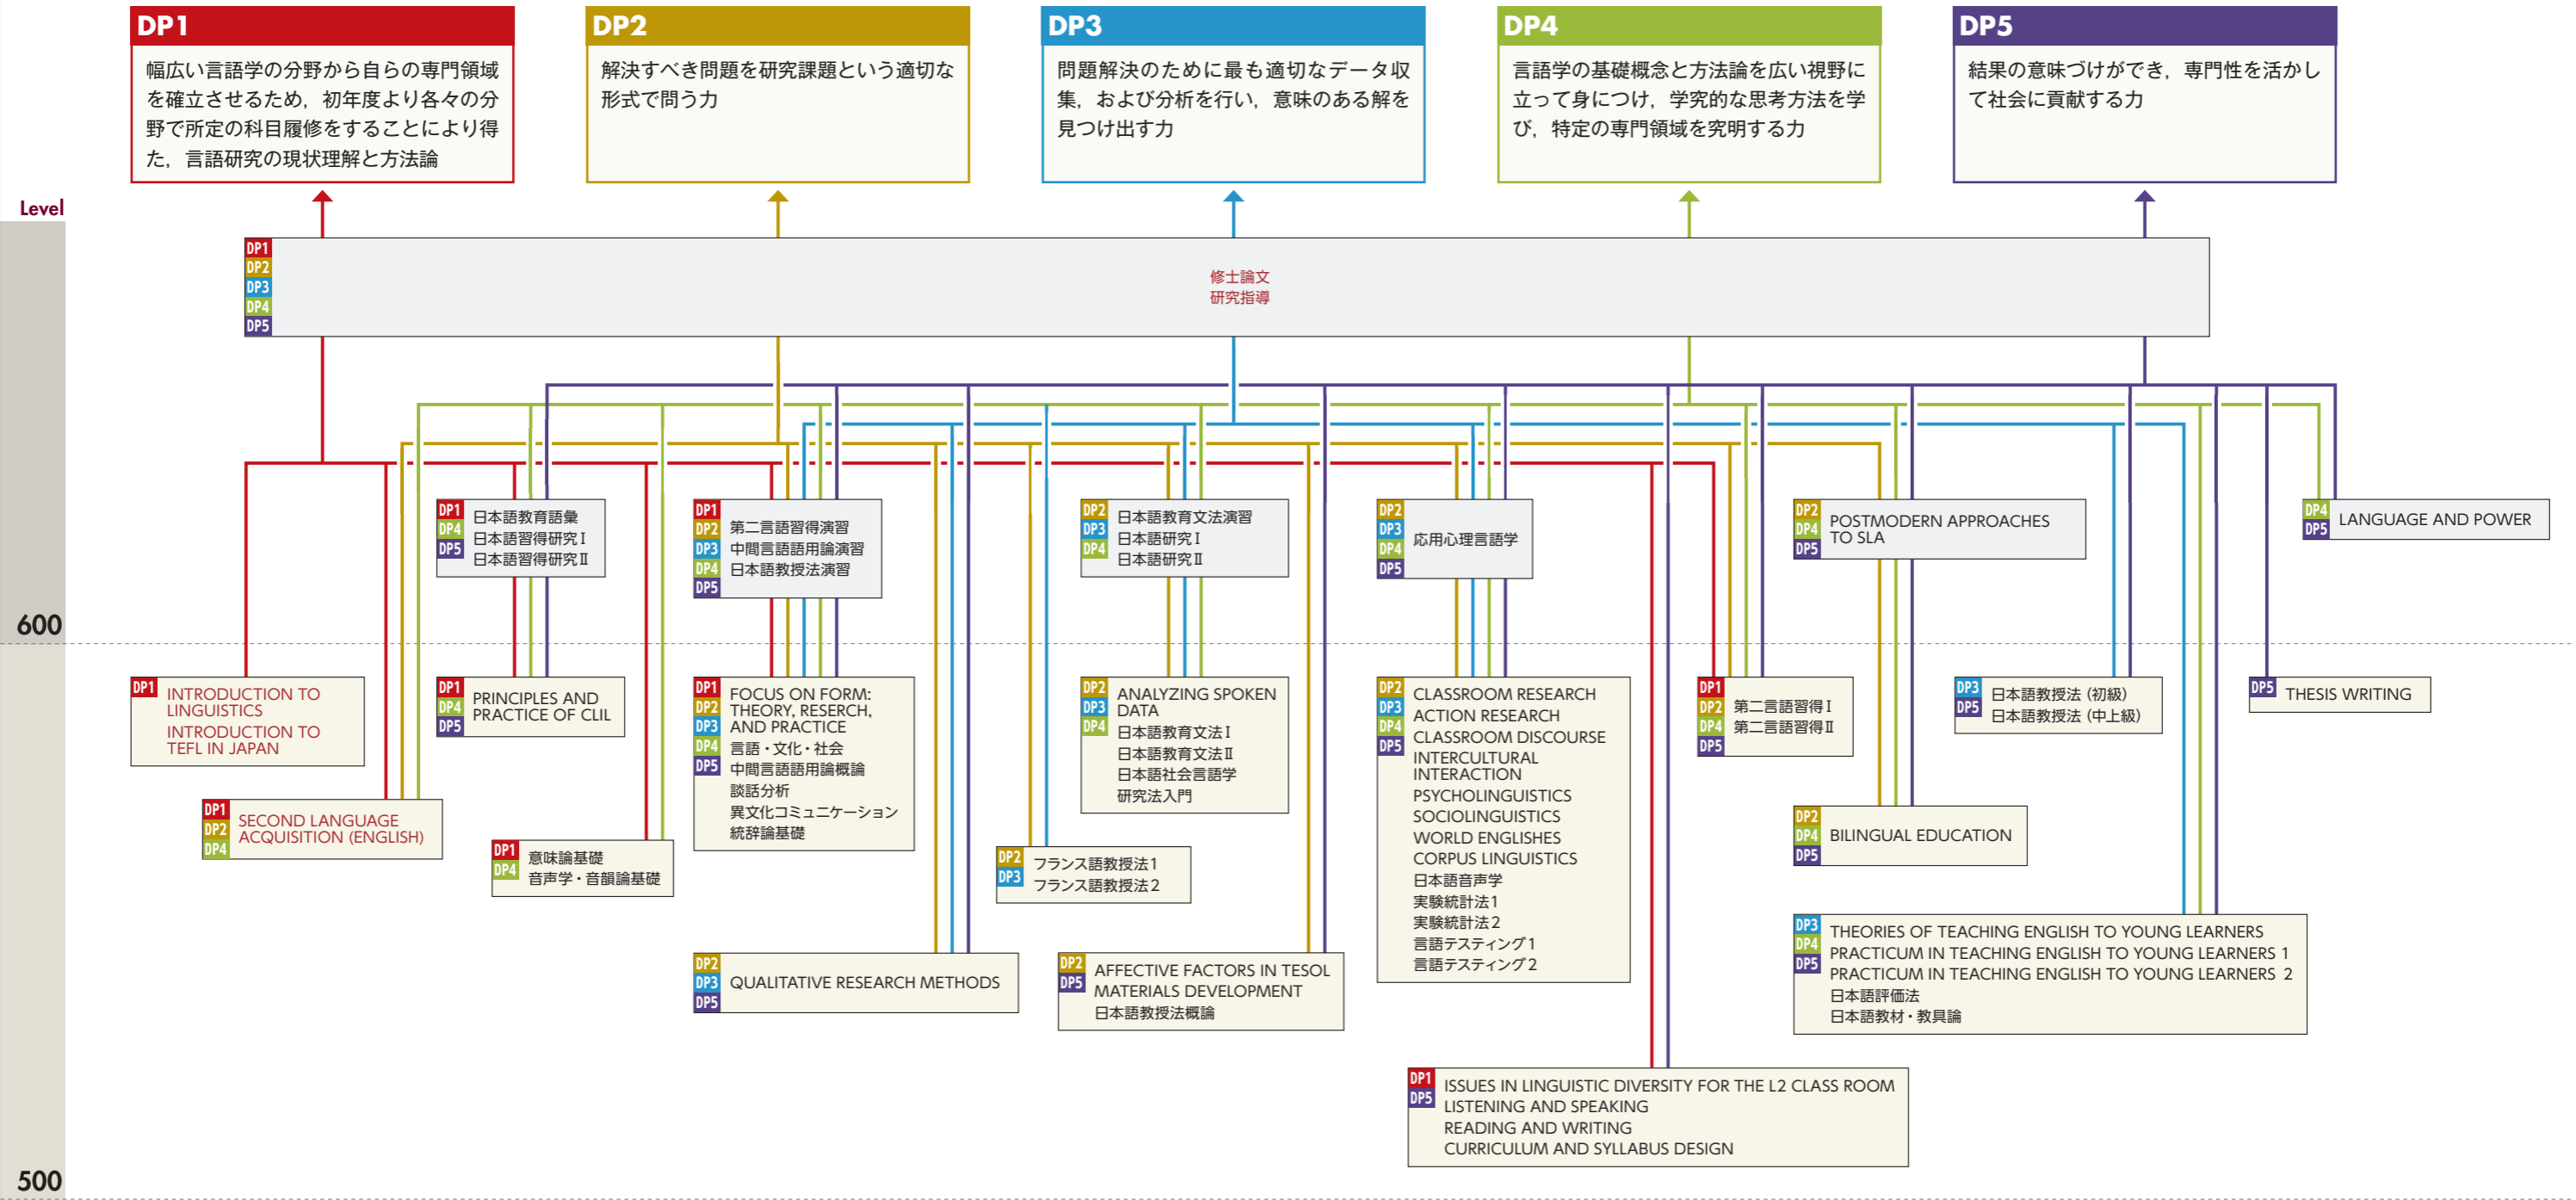 DP1
幅広い言語学の分野から自らの専門領域
を確立させるため，初年度より各々の分
野で所定の科目履修をすることにより得
た，言語研究の現状理解と方法論
DP2
解決すべき問題を研究課題という適切な
形式で問う力
DP3
問題解決のために最も適切なデータ収
集，および分析を行い，意味のある解を
見つけ出す力
DP4
言語学の基礎概念と方法論を広い視野に
立って身につけ，学究的な思考方法を学
び，特定の専門領域を究明する力
DP5
結果の意味づけができ，専門性を活かし
て社会に貢献する力
Level
DP1
DP2
DP3
DP4
DP5
修士論文
研究指導
DP1
DP4
DP5
日本語教育語彙
日本語習得研究Ⅰ
日本語習得研究Ⅱ
DP1
DP2
DP3
DP4
DP5
第二言語習得演習
中間言語語用論演習
日本語教授法演習
DP2
DP3
DP4
日本語教育文法演習
日本語研究Ⅰ
日本語研究Ⅱ
DP2
DP3
DP4
DP5
応用心理言語学
DP2
DP4
DP5
POSTMODERN APPROACHES
TO SLA
DP4
DP5
LANGUAGE AND POWER
600
DP1
INTRODUCTION TO
LINGUISTICS
INTRODUCTION TO
TEFL IN JAPAN
DP1
DP4
DP5
PRINCIPLES AND
PRACTICE OF CLIL
DP1
DP2
DP3
DP4
DP5
FOCUS ON FORM:
THEORY, RESERCH,
AND PRACTICE
言語・文化・社会
中間言語語用論概論
談話分析
異文化コミュニケーション
統辞論基礎
DP2
DP3
DP4
ANALYZING SPOKEN
DATA
日本語教育文法Ⅰ
日本語教育文法Ⅱ
日本語社会言語学
研究法入門
DP2
DP3
DP4
DP5
CLASSROOM RESEARCH
ACTION RESEARCH
CLASSROOM DISCOURSE
INTERCULTURAL
INTERACTION
PSYCHOLINGUISTICS
SOCIOLINGUISTICS
WORLD ENGLISHES
CORPUS LINGUISTICS
日本語音声学
実験統計法1
実験統計法2
言語テスティング1
言語テスティング2
DP1
DP2
DP4
DP5
第二言語習得Ⅰ
第二言語習得Ⅱ
DP3
DP5
日本語教授法（初級）
日本語教授法（中上級）
DP5
THESIS WRITING
DP1
DP2
DP4
SECOND LANGUAGE
ACQUISITION (ENGLISH)
DP1
DP4
意味論基礎
音声学・音韻論基礎
DP2
DP3
フランス語教授法1
フランス語教授法2
DP2
DP4
DP5
BILINGUAL EDUCATION
DP2
DP3
DP5
QUALITATIVE RESEARCH METHODS
DP2
DP5
AFFECTIVE FACTORS IN TESOL
MATERIALS DEVELOPMENT
日本語教授法概論
DP3
DP4
DP5
THEORIES OF TEACHING ENGLISH TO YOUNG LEARNERS
PRACTICUM IN TEACHING ENGLISH TO YOUNG LEARNERS 1
PRACTICUM IN TEACHING ENGLISH TO YOUNG LEARNERS 2
日本語評価法
日本語教材・教具論
DP1
DP5
ISSUES IN LINGUISTIC DIVERSITY FOR THE L2 CLASS ROOM
LISTENING AND SPEAKING
READING AND WRITING
CURRICULUM AND SYLLABUS DESIGN
500